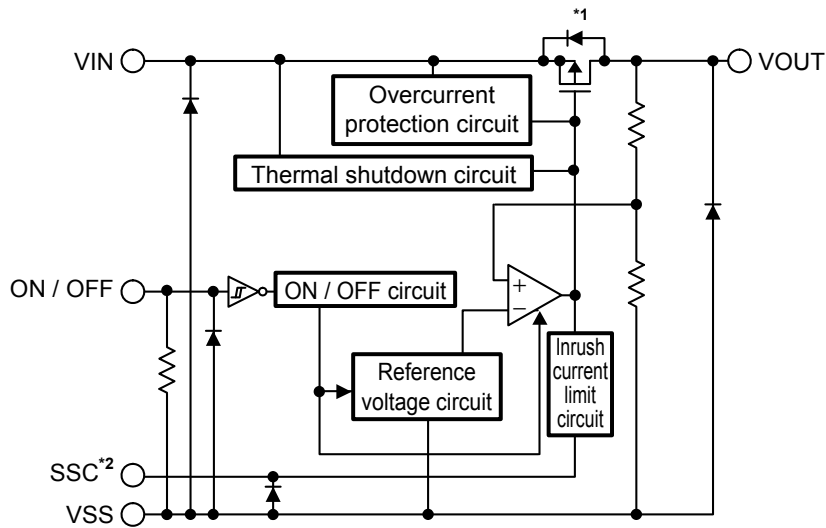 *1
VIN
VOUT
Overcurrent
protection circuit
Thermal shutdown circuit
ON / OFF
ON / OFF circuit
+
−
Reference
voltage circuit
Inrush
current
limit
circuit
SSC*2
VSS